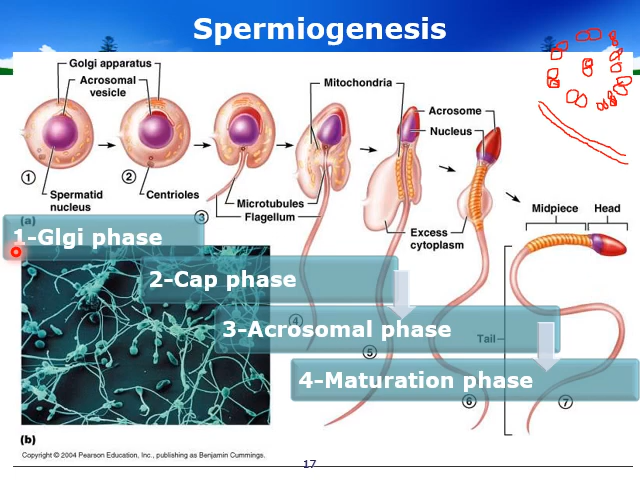 Spermiogenesis
Golgi apparatus
Acrosomal
vesicle
Mitochondria
Acrosome
Nucleus
1
2
Spermatid
nucleus
Centrioles
3
Microtubules
Flagellum
Excess
cytoplasm
Midpiece
Head
(a)
1-Glgi phase
2-Cap phase
3-Acrosomal phase
4
5
Tail
4-Maturation phase
6
7
(b)
Copyright © 2004 Pearson Education, Inc., publishing as Benjamin Cummings.
17